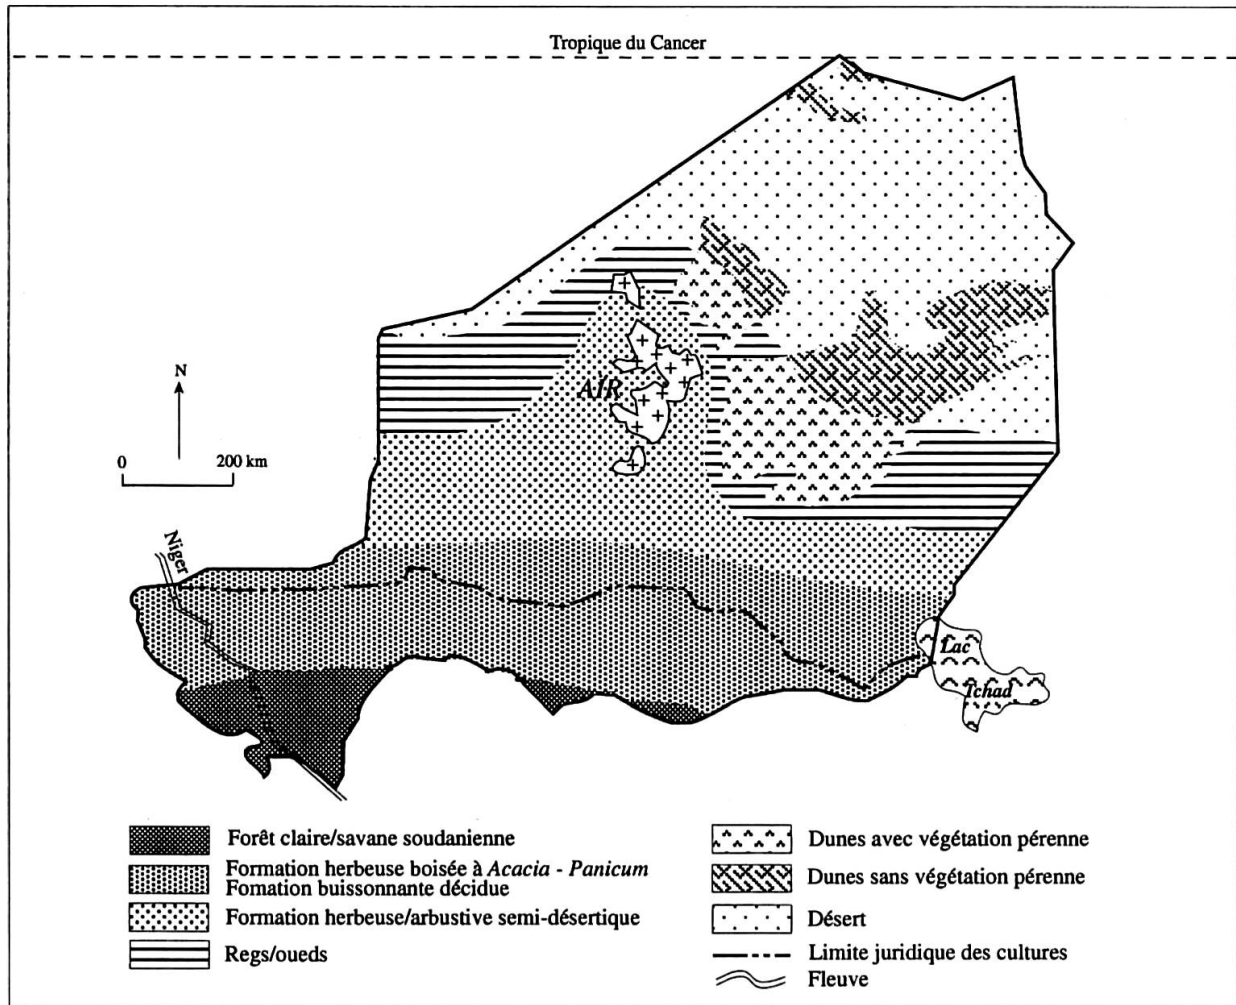 Tropique du Cancer
AIR
N
0 200 km
Niger
Lac
Tchad
Forêt claire/savane soudanienne
Formation herbeuse boisée à Acacia - Panicum
Fomation buissonnante décidue
Formation herbeuse/arbustive semi-désertique
Regs/oueds
Dunes avec végétation pérenne
Dunes sans végétation pérenne
Désert
Limite juridique des cultures
Fleuve